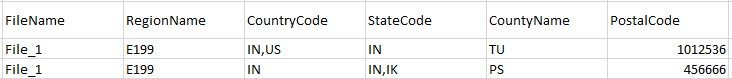 FileName RegionName CountryCode StateCode CountyName PostalCode
File_1 E199 IN,US IN TU 1012536
File_1 E199 IN IN,IK PS 456666